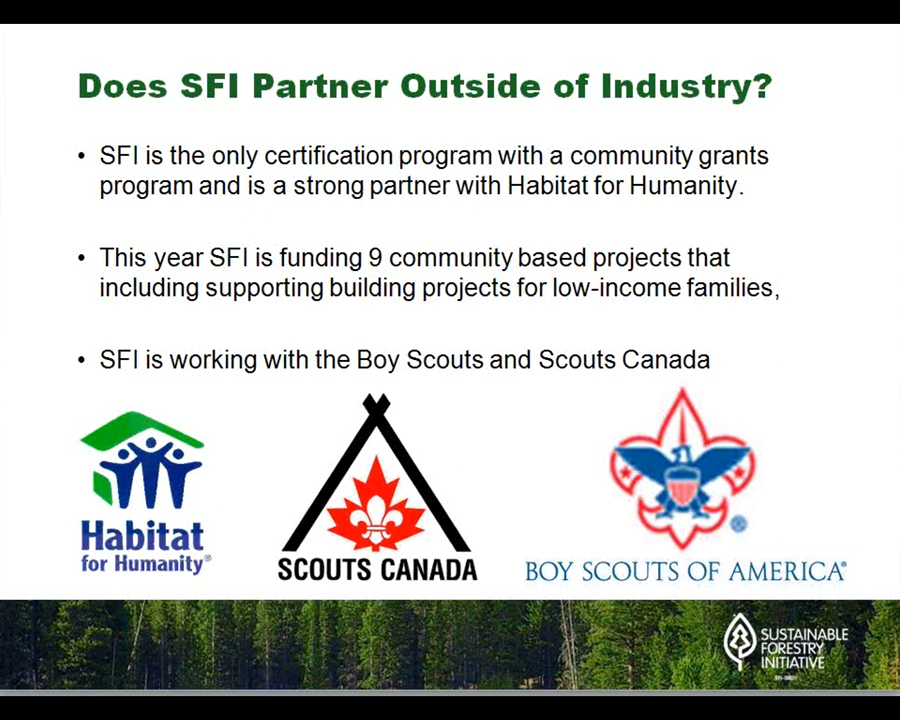 Does SFI Partner Outside of Industry?
• SFI is the only certification program with a community grants
program and is a strong partner with Habitat for Humanity.
• This year SFI is funding 9 community based projects that
including supporting building projects for low-income families,
• SFI is working with the Boy Scouts and Scouts Canada
Habitat
for Humanity®
SCOUTS CANADA
®
BOY SCOUTS OF AMERICA®
SUSTAINABLE
FORESTRY
INITIATIVE